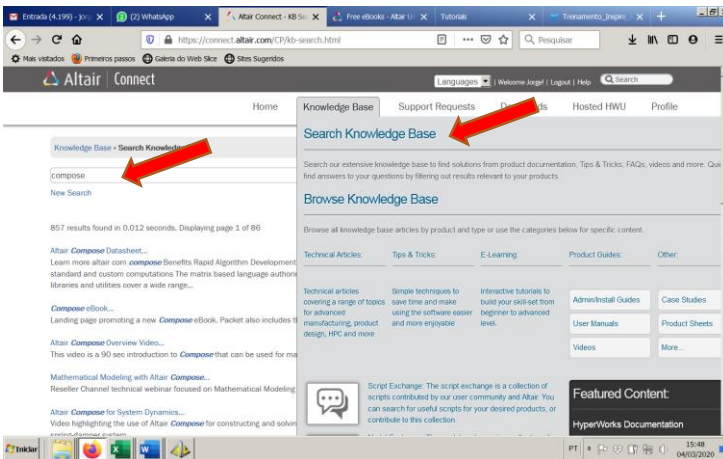 Entrada (4.199) - jor
(2) WhatsApp
Altair Connect - KB Se
Free eBooks - Altair U
Tutoriais
Treinamento_Inspire_
https://connect.altair.com/CP/kb-search.html
Pesquisar
Mais visitados
Primeiros passos
Galeria do Web Slice
Sites Sugeridos
Altair | Connect
Languages
| Welcome Jorge! | Logout | Help
Search
Home
Knowledge Base
Support Requests
Hosted HWU
Profile
Knowledge Base » Search
compose
New Search
857 results found in 0.012 seconds. Displaying page 1 of 86
Altair Compose Datasheet...
Learn more altair com compose Benefits Rapid Algorithm Development
standard and custom computations The matrix based language
libraries and utilities cover a wide range...
Compose eBook...
Landing page promoting a new Compose eBook. Packet also includes
Altair Compose Overview Video...
This video is a 90 sec introduction to Compose that can be used for
Mathematical Modeling with Altair Compose...
Reseller Channel technical webinar focused on Mathematical Modeling
Altair Compose for System Dynamics...
Video highlighting the use of Altair Compose for constructing and
spring-damper system
Search Knowledge Base
Search our extensive knowledge base to find solutions from product documentation, Tips & Tricks, FAQs, videos and more.
find answers to your questions by filtering out results relevant to your products.
Browse Knowledge Base
Browse all knowledge base articles by product and type or use the categories below for specific content.
Technical Articles:
Technical articles
covering a range of topics
for advanced
manufacturing, product
design, HPC and more
Tips & Tricks:
Simple techniques to
save time and make
using the software easier
and more enjoyable
E-Learning:
Interactive tutorials to
build your skill-set from
beginner to advanced
level.
Product Guides:
Admin/Install Guides
User Manuals
Videos
Other:
Case Studies
Product Sheets
More...
Script Exchange: The script exchange is a collection of
scripts contributed by our user community and Altair. You
can search for useful scripts for your desired products, or
contribute to this collection.
Featured Content:
HyperWorks Documentation
Iniciar
PT
15:48
04/03/2020